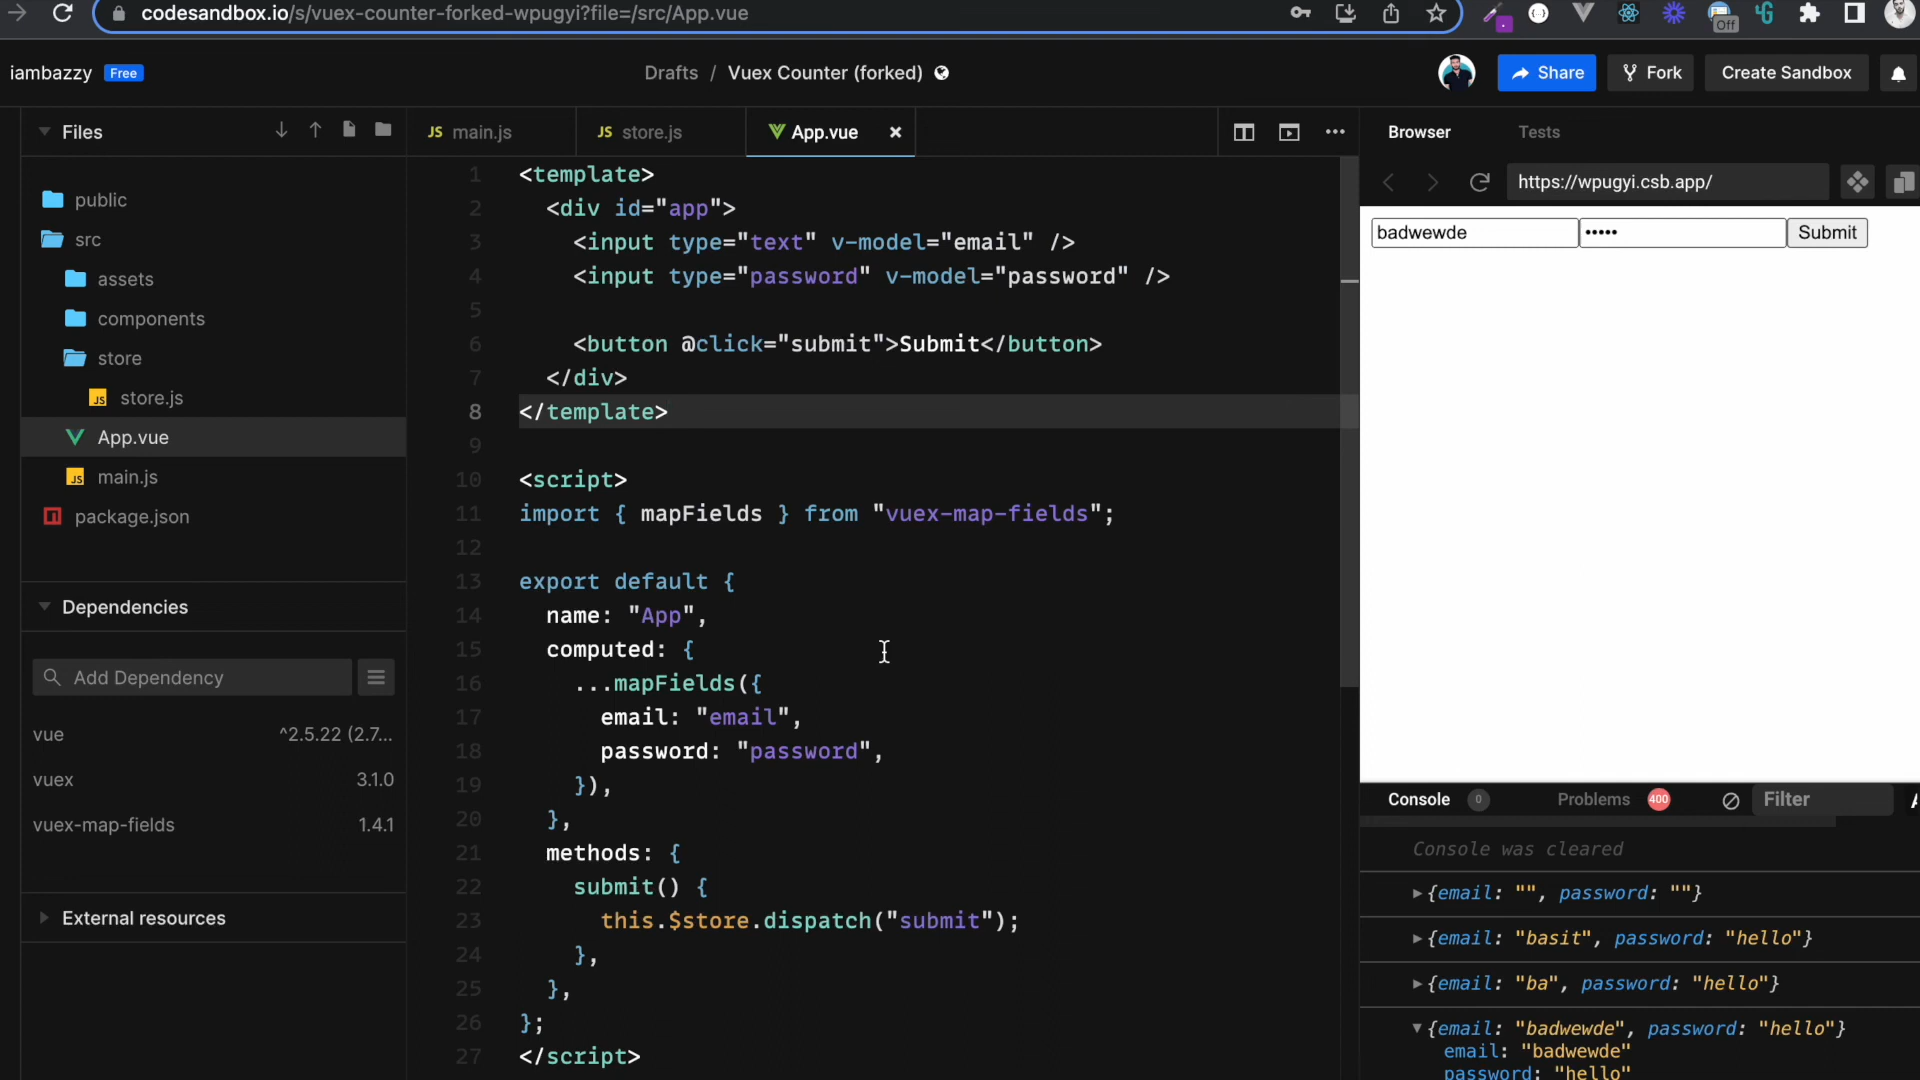 codesandbox.io/s/vuex-counter-forked-wpugyi?file=/src/App.vue
Off
iambazzy Free
Drafts / Vuex Counter (forked)
Share
Fork
Create Sandbox
Files
public
src
assets
components
store
JS store.js
App.vue
JS main.js
package.json
Dependencies
Add Dependency
vue ^2.5.22 (2.7...
vuex 3.1.0
vuex-map-fields 1.4.1
External resources
JS main.js
JS store.js
App.vue
1 <template>
2 <div id="app">
3 <input type="text" v-model="email" />
4 <input type="password" v-model="password" />
5
6 <button @click="submit">Submit</button>
7 </div>
8 </template>
9
10 <script>
11 import { mapFields } from "vuex-map-fields";
12
13 export default {
14 name: "App",
15 computed: {
16 ...mapFields({
17 email: "email",
18 password: "password",
19 }),
20 },
21 methods: {
22 submit() {
23 this.$store.dispatch("submit");
24 },
25 },
26 };
27 </script>
Browser
Tests
https://wpugyi.csb.app/
badwewde
•••••
Submit
Console 0
Problems 400
Filter
Console was cleared
{email: "", password: ""}
{email: "basit", password: "hello"}
{email: "ba", password: "hello"}
{email: "badwewde", password: "hello"}
email: "badwewde"
password: "hello"